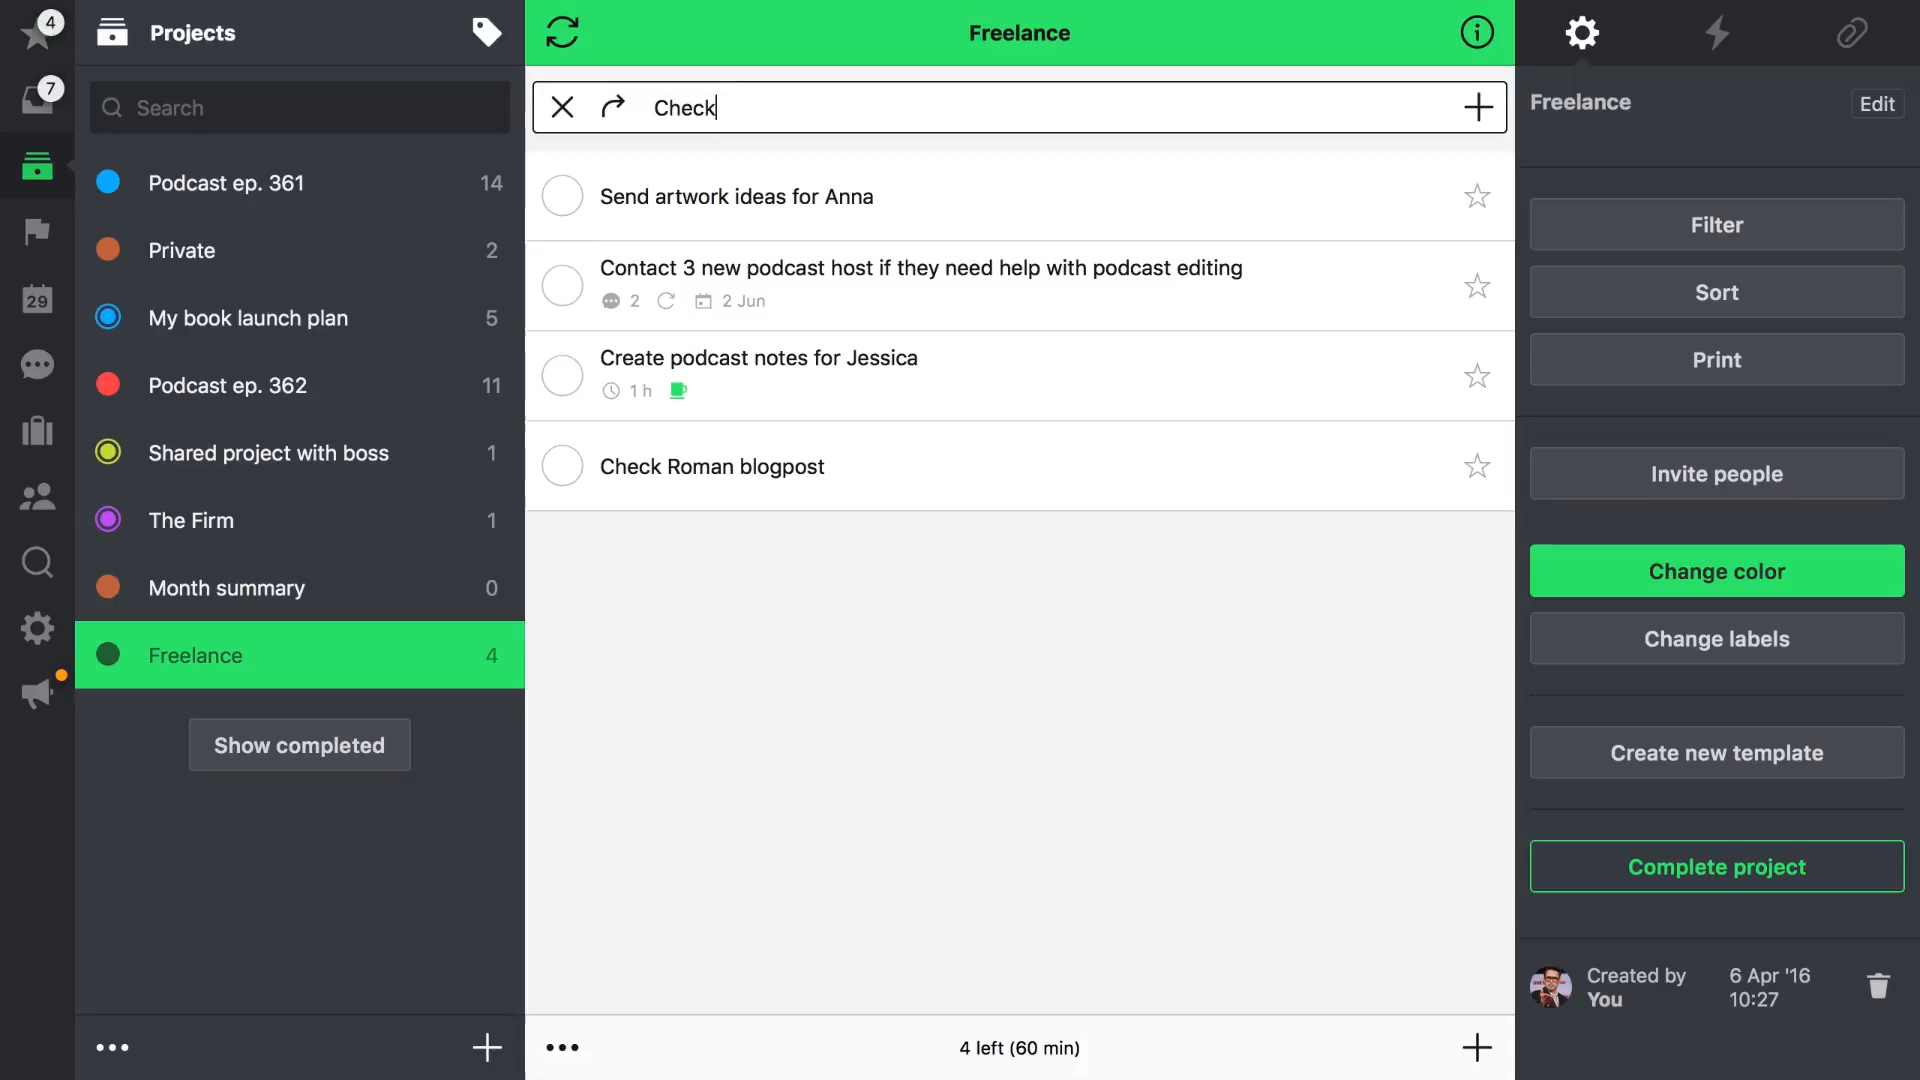 4
7
29
Projects
Search
Podcast ep. 361 14
Private 2
My book launch plan 5
Podcast ep. 362 11
Shared project with boss 1
The Firm 1
Month summary 0
Freelance 4
Show completed
Freelance
Check
Send artwork ideas for Anna
Contact 3 new podcast host if they need help with podcast editing
2 2 Jun
Create podcast notes for Jessica
1 h
Check Roman blogpost
4 left (60 min)
Freelance Edit
Filter
Sort
Print
Invite people
Change color
Change labels
Create new template
Complete project
Created by 6 Apr '16
You 10:27